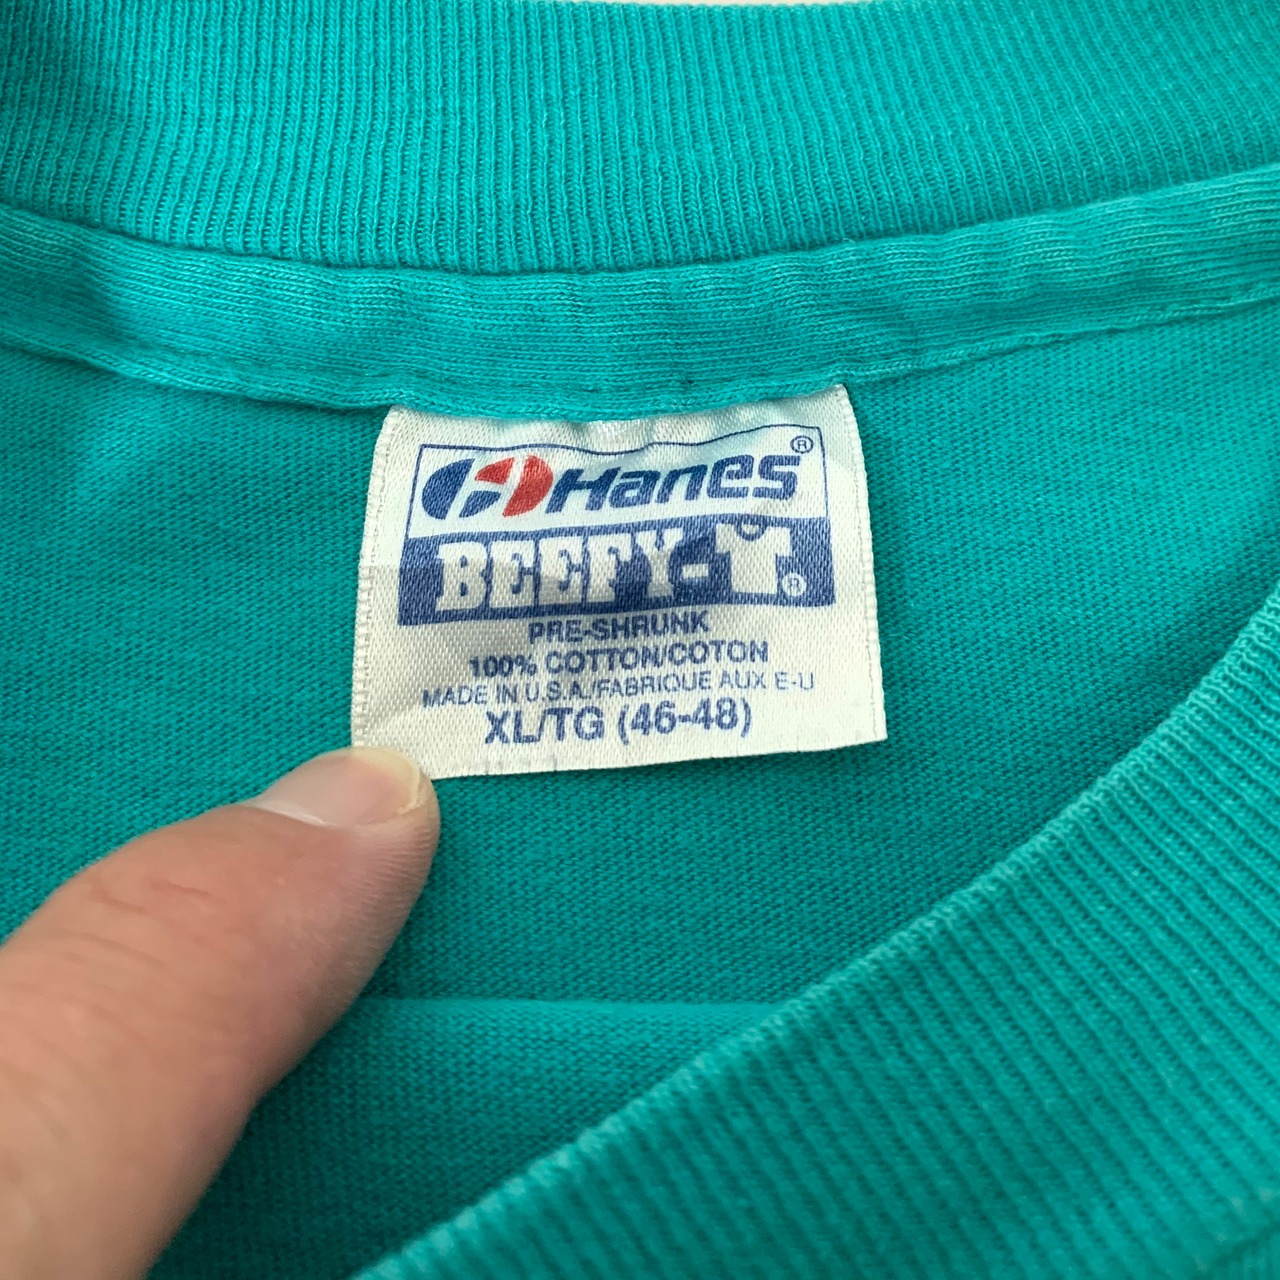 Hanes®
BEEFY-T®
PRE-SHRUNK
100% COTTON/COTON
MADE IN U.S.A./FABRIQUE AUX E-U
XL/TG (46-48)